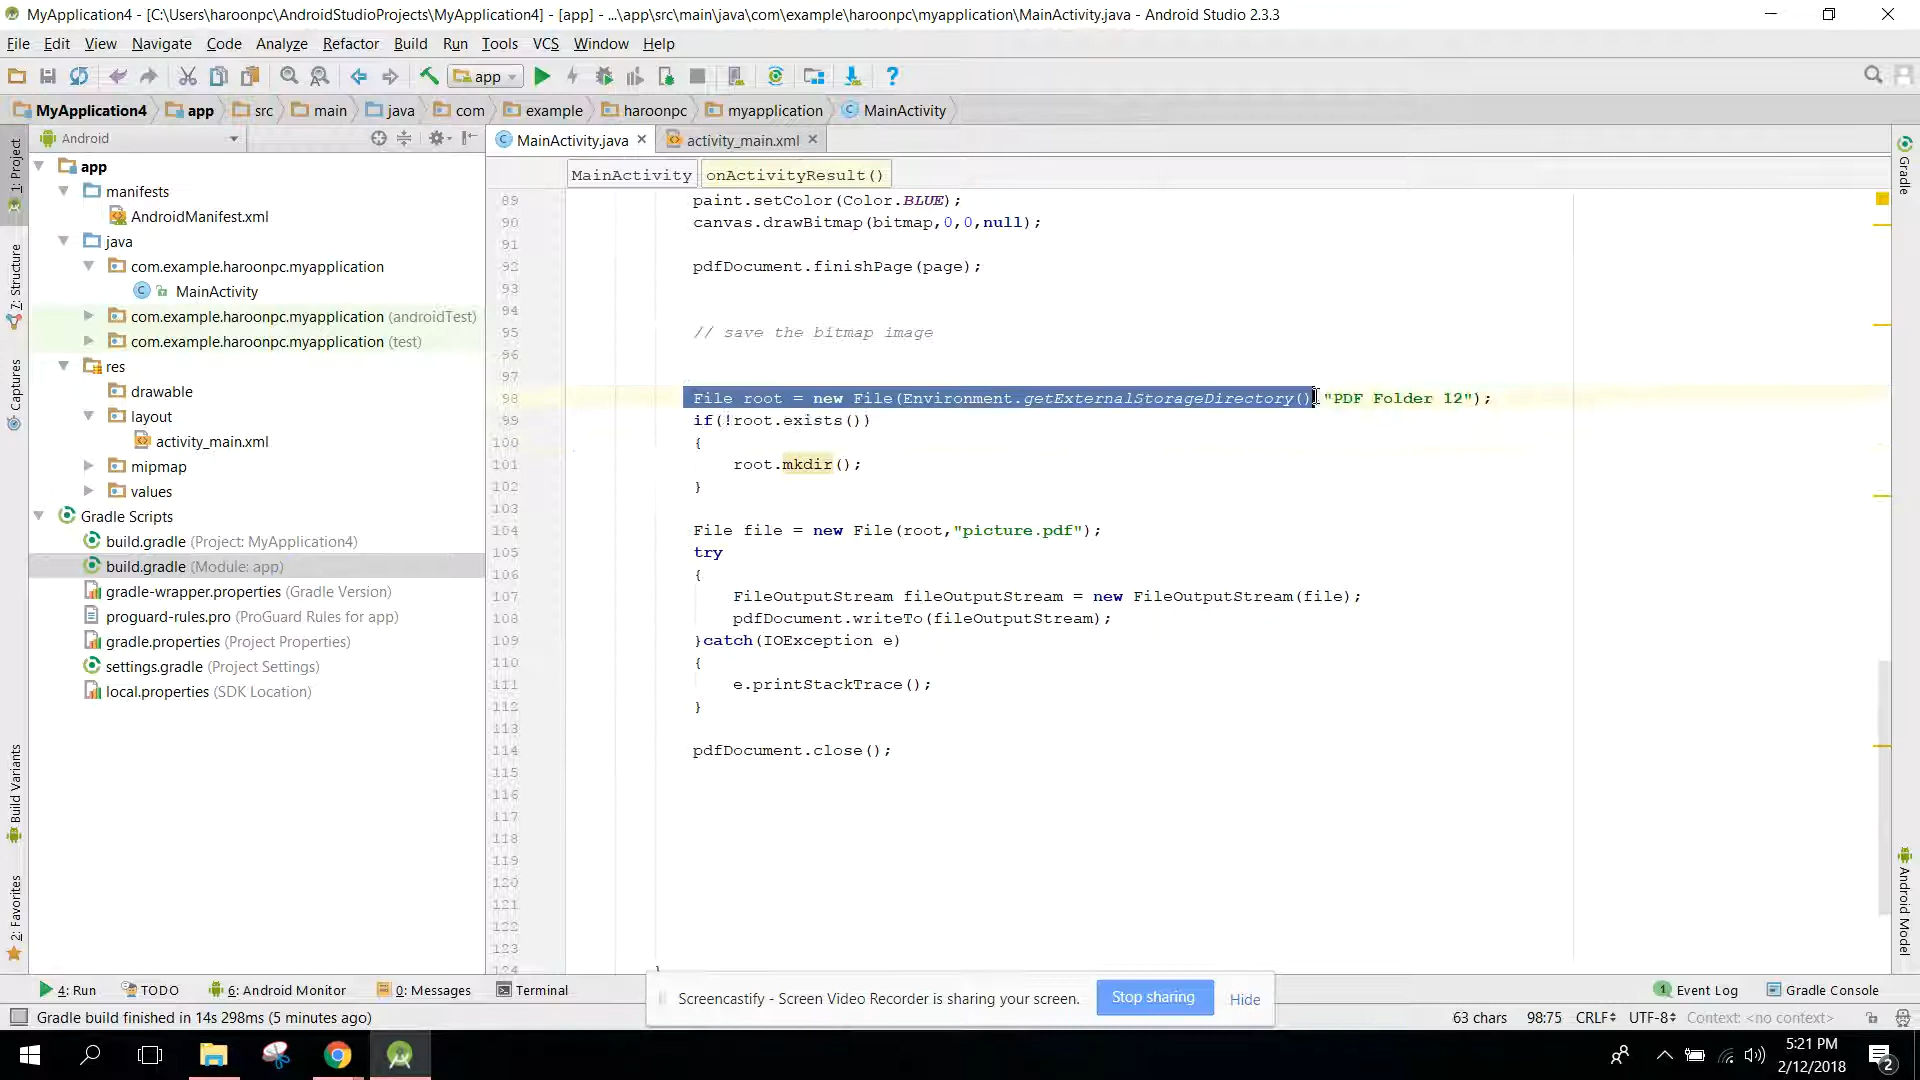 MyApplication4 - [C:\Users\haroonpc\AndroidStudioProjects\MyApplication4] - [app] - ...\app\src\main\java\com\example\haroonpc\myapplication\MainActivity.java - Android Studio 2.3.3
File Edit View Navigate Code Analyze Refactor Build Run Tools VCS Window Help
app
MyApplication4 app src main java com example haroonpc myapplication MainActivity
Android
MainActivity.java activity_main.xml
MainActivity onActivityResult()
1: Project
7: Structure
Captures
Build Variants
2: Favorites
app
manifests
AndroidManifest.xml
java
com.example.haroonpc.myapplication
MainActivity
com.example.haroonpc.myapplication (androidTest)
com.example.haroonpc.myapplication (test)
res
drawable
layout
activity_main.xml
mipmap
values
Gradle Scripts
build.gradle (Project: MyApplication4)
build.gradle (Module: app)
gradle-wrapper.properties (Gradle Version)
proguard-rules.pro (ProGuard Rules for app)
gradle.properties (Project Properties)
settings.gradle (Project Settings)
local.properties (SDK Location)
89 paint.setColor(Color.BLUE);
90 canvas.drawBitmap(bitmap,0,0,null);
91
92 pdfDocument.finishPage(page);
93
94
95 // save the bitmap image
96
97
98 File root = new File(Environment.getExternalStorageDirectory(),"PDF Folder 12");
99 if(!root.exists())
100 {
101 root.mkdir();
102 }
103
104 File file = new File(root,"picture.pdf");
105 try
106 {
107 FileOutputStream fileOutputStream = new FileOutputStream(file);
108 pdfDocument.writeTo(fileOutputStream);
109 }catch(IOException e)
110 {
111 e.printStackTrace();
112 }
113
114 pdfDocument.close();
115
116
117
118
119
120
121
122
123
124 }
Gradle
Android Model
4: Run TODO 6: Android Monitor 0: Messages Terminal
Screencastify - Screen Video Recorder is sharing your screen. Stop sharing Hide
1 Event Log Gradle Console
Gradle build finished in 14s 298ms (5 minutes ago)
63 chars 98:75 CRLF UTF-8 Context: <no context>
5:21 PM
2/12/2018
2